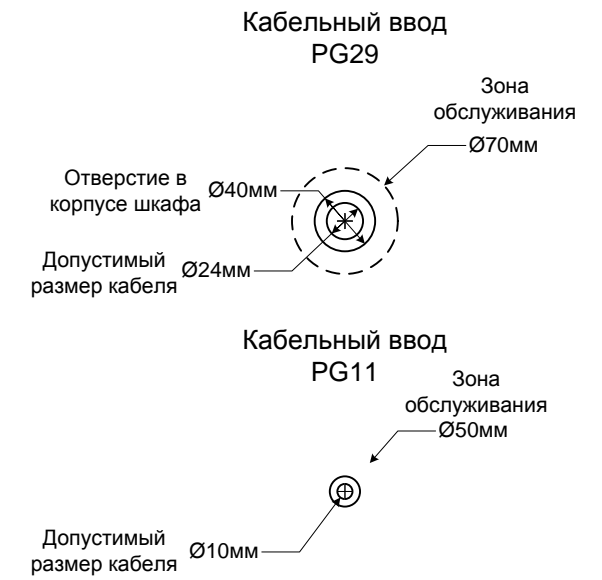 Кабельный ввод
PG29
Зона
обслуживания
Ø70мм
Отверстие в
корпусе шкафа
Ø40мм
Допустимый
размер кабеля
Ø24мм
Кабельный ввод
PG11
Зона
обслуживания
Ø50мм
Допустимый
размер кабеля
Ø10мм